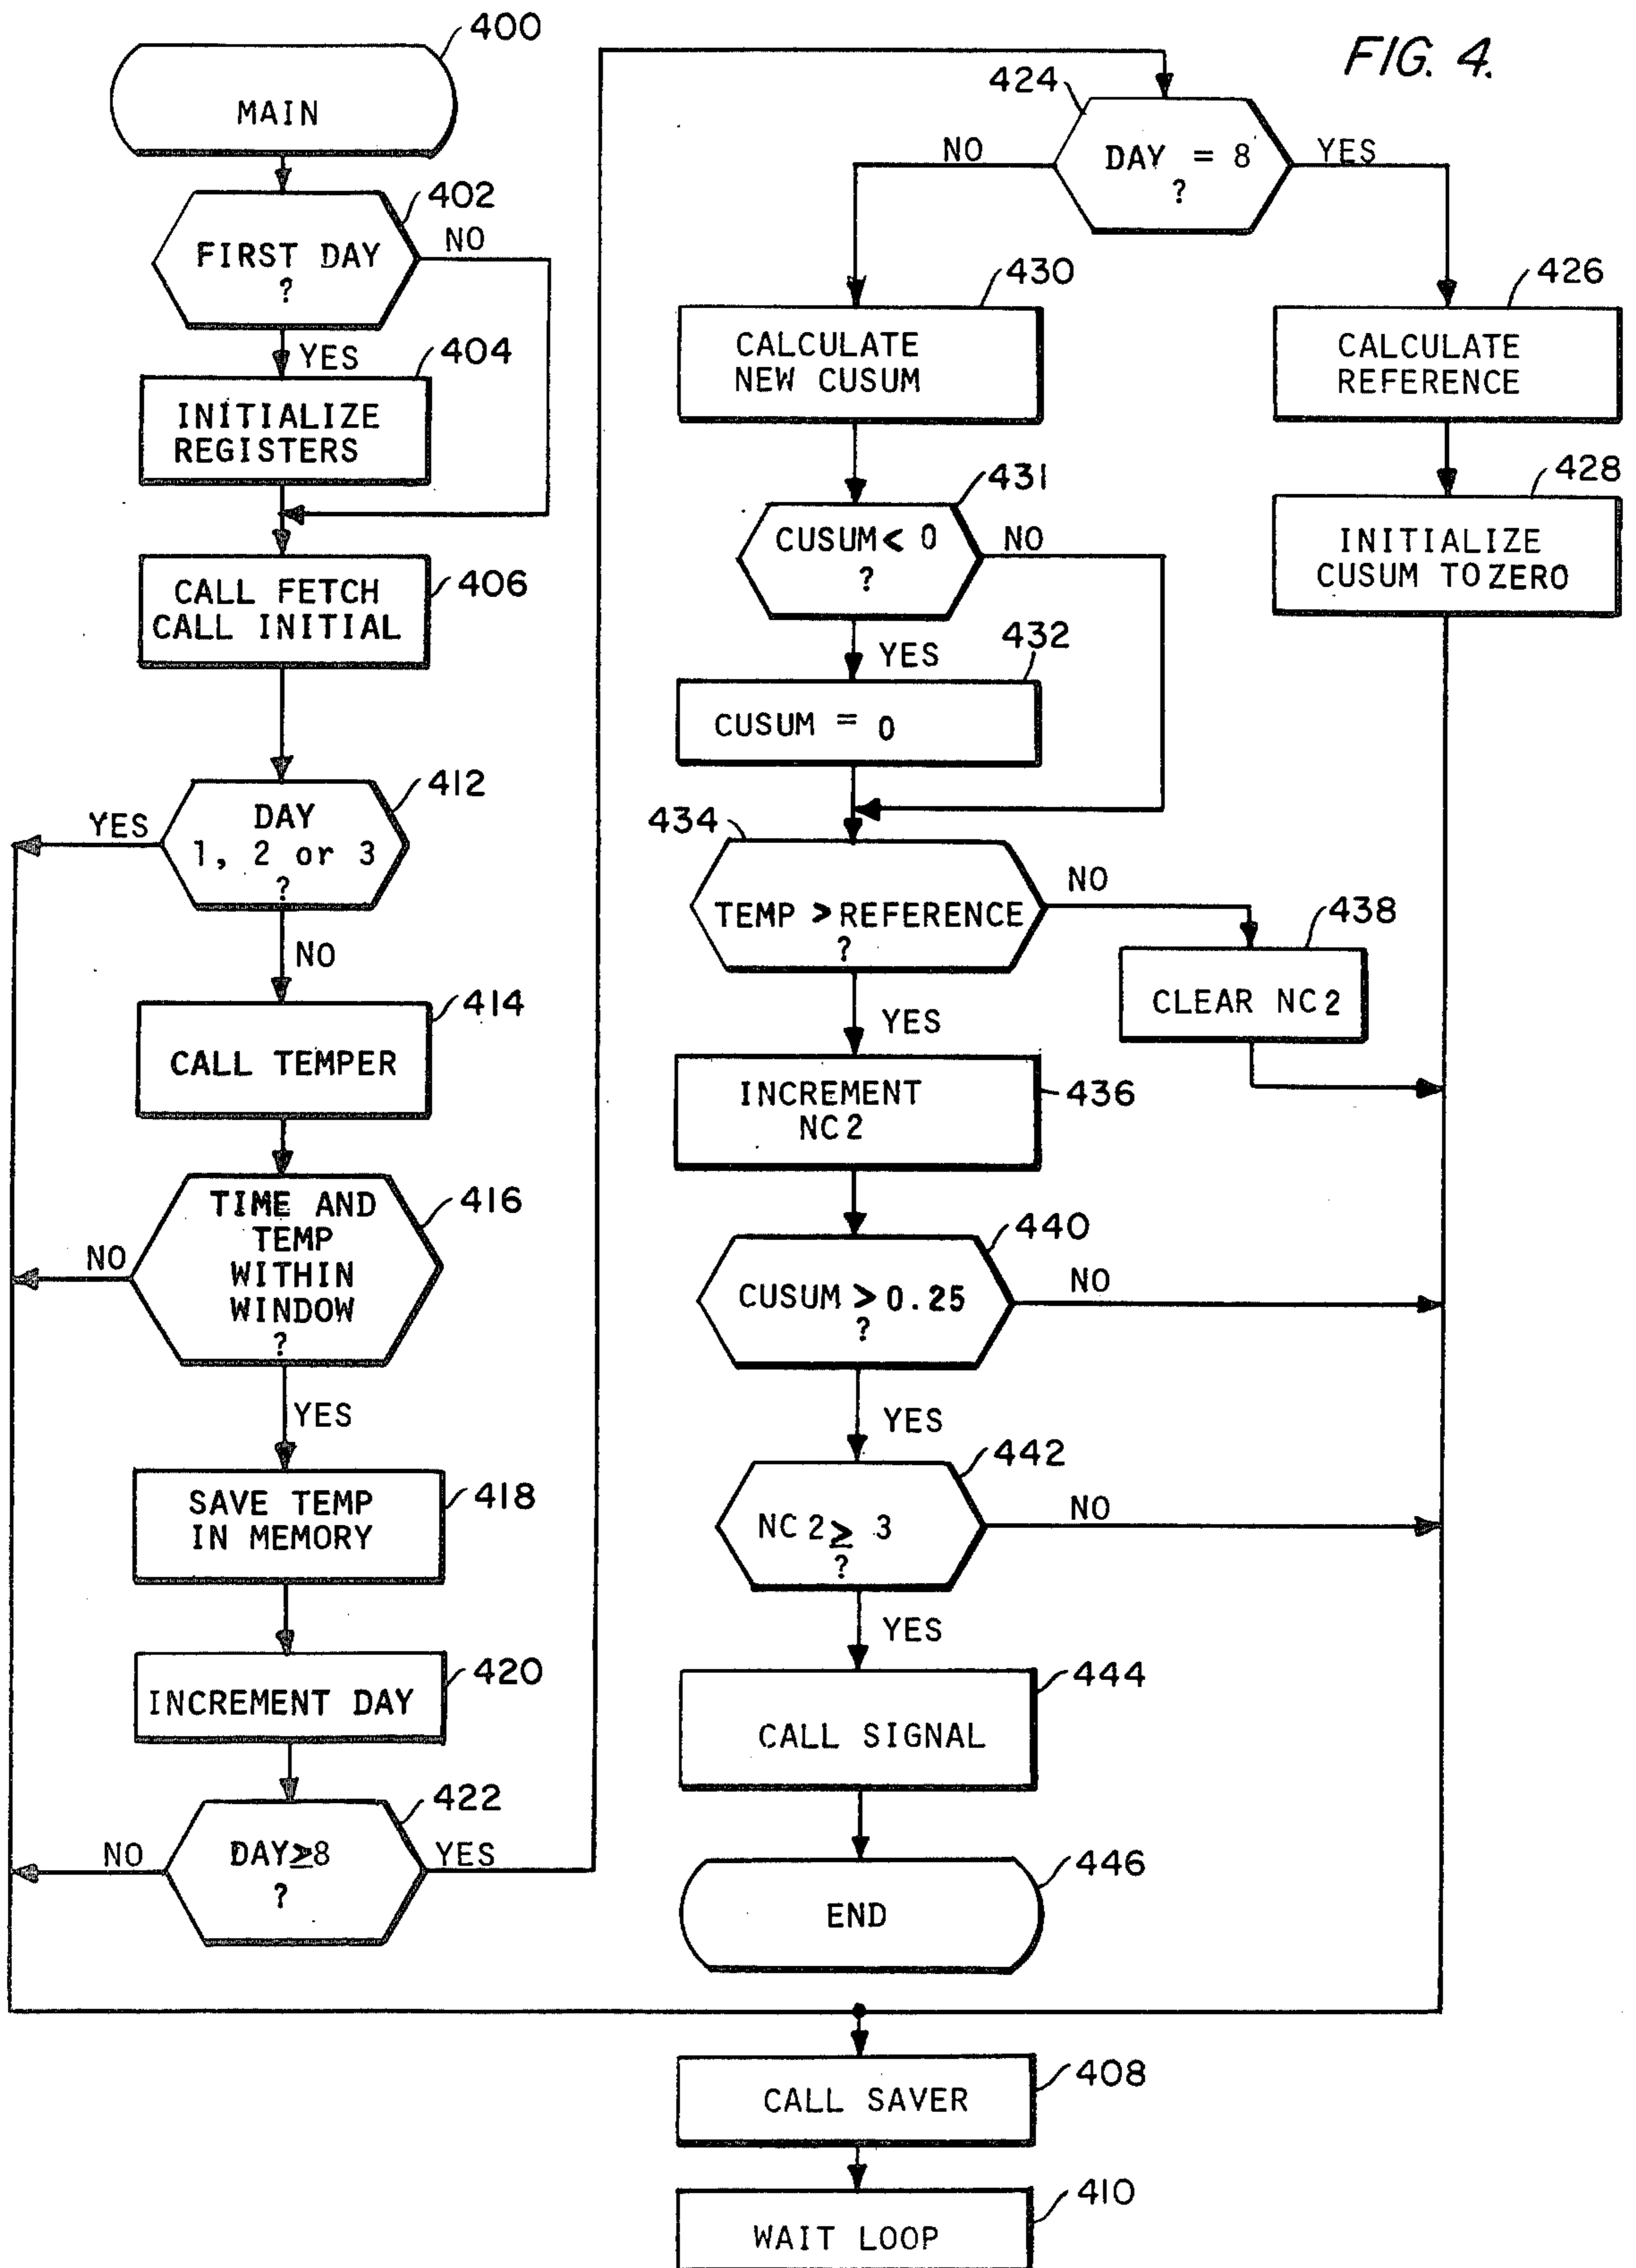 FIG. 4.
400
MAIN
402
FIRST DAY
?
NO
YES
404
INITIALIZE
REGISTERS
406
CALL FETCH
CALL INITIAL
412
DAY
1, 2 or 3
?
YES
NO
414
CALL TEMPER
416
TIME AND
TEMP
WITHIN
WINDOW
?
NO
YES
418
SAVE TEMP
IN MEMORY
420
INCREMENT DAY
422
DAY≥8
?
NO
YES
424
DAY = 8
?
NO
YES
430
CALCULATE
NEW CUSUM
426
CALCULATE
REFERENCE
428
INITIALIZE
CUSUM TO ZERO
431
CUSUM < 0
?
NO
YES
432
CUSUM = 0
434
TEMP > REFERENCE
?
NO
YES
438
CLEAR NC2
436
INCREMENT
NC2
440
CUSUM > 0.25
?
NO
YES
442
NC2 ≥ 3
?
NO
YES
444
CALL SIGNAL
446
END
408
CALL SAVER
410
WAIT LOOP